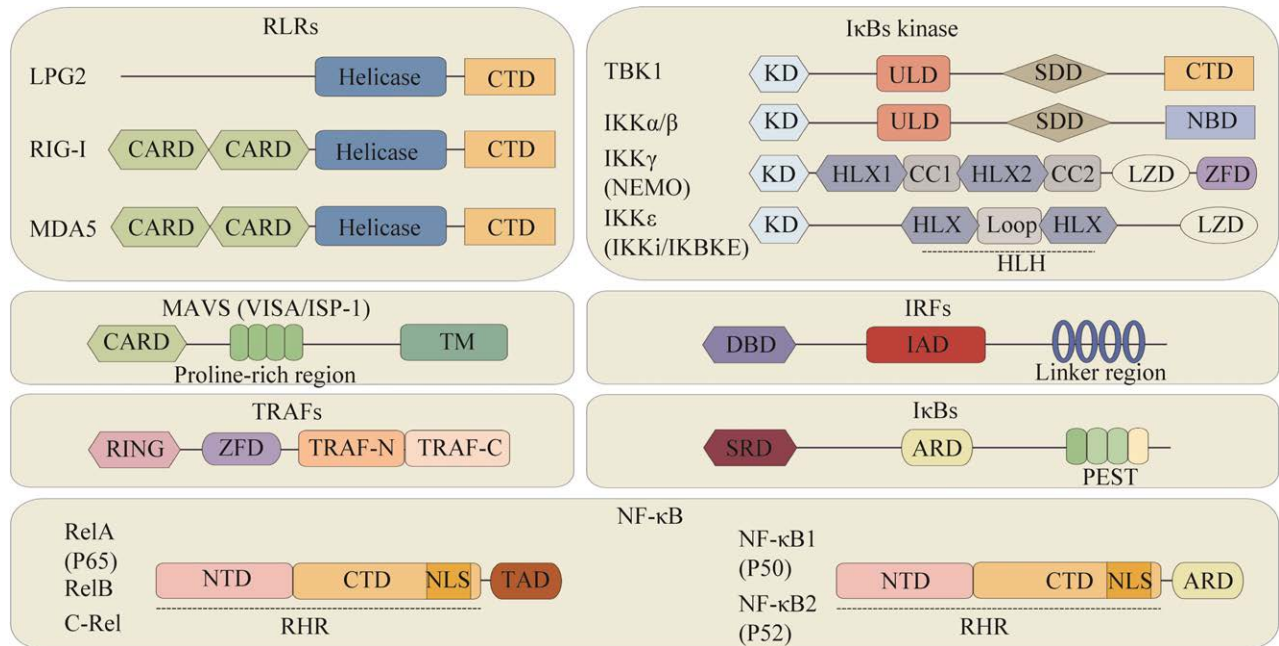 RLRs
LPG2 Helicase CTD
RIG-I CARD CARD Helicase CTD
MDA5 CARD CARD Helicase CTD
IκBs kinase
TBK1 KD ULD SDD CTD
IKKα/β KD ULD SDD NBD
IKKγ
(NEMO) KD HLX1 CC1 HLX2 CC2 LZD ZFD
IKKε
(IKKi/IKBKE) KD HLX Loop HLX LZD
HLH
MAVS (VISA/ISP-1)
CARD TM
Proline-rich region
IRFs
DBD IAD
Linker region
TRAFs
RING ZFD TRAF-N TRAF-C
IκBs
SRD ARD
PEST
NF-κB
RelA
(P65)
RelB
C-Rel
NTD CTD NLS TAD
RHR
NF-κB1
(P50)
NF-κB2
(P52)
NTD CTD NLS ARD
RHR